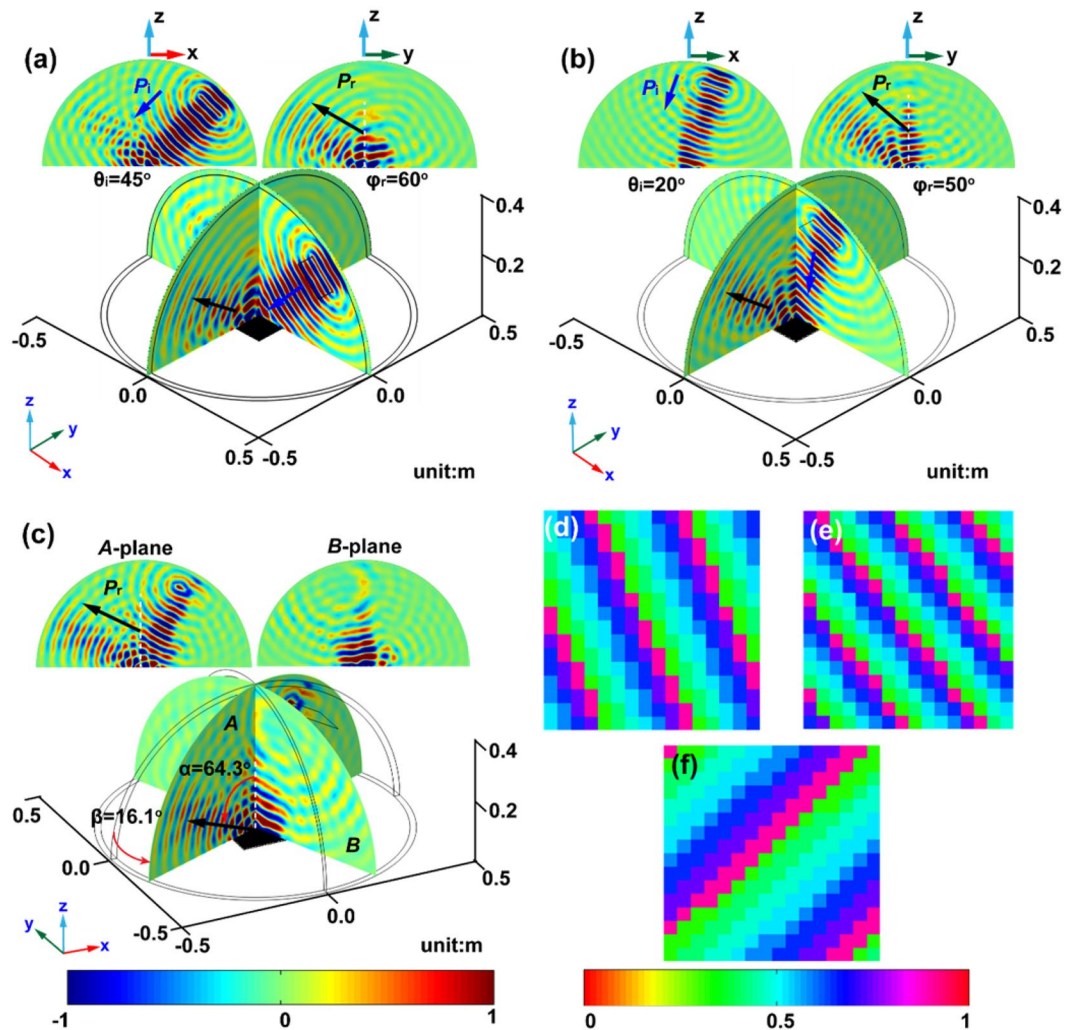 (a)
z
x
z
y
Pi
Pr
θi=45°
φr=60°
0.4
0.2
-0.5
0.5
0.0
0.0
z
y
x
0.5
-0.5
unit:m
(b)
z
x
z
y
Pi
Pr
θi=20°
φr=50°
0.4
0.2
-0.5
0.5
0.0
0.0
z
y
x
0.5
-0.5
unit:m
(c)
A-plane
B-plane
Pr
A
α=64.3°
β=16.1°
B
0.4
0.2
0.5
0.5
0.0
0.0
-0.5
-0.5
z
y
x
unit:m
-1
0
1
(d)
(e)
(f)
0
0.5
1